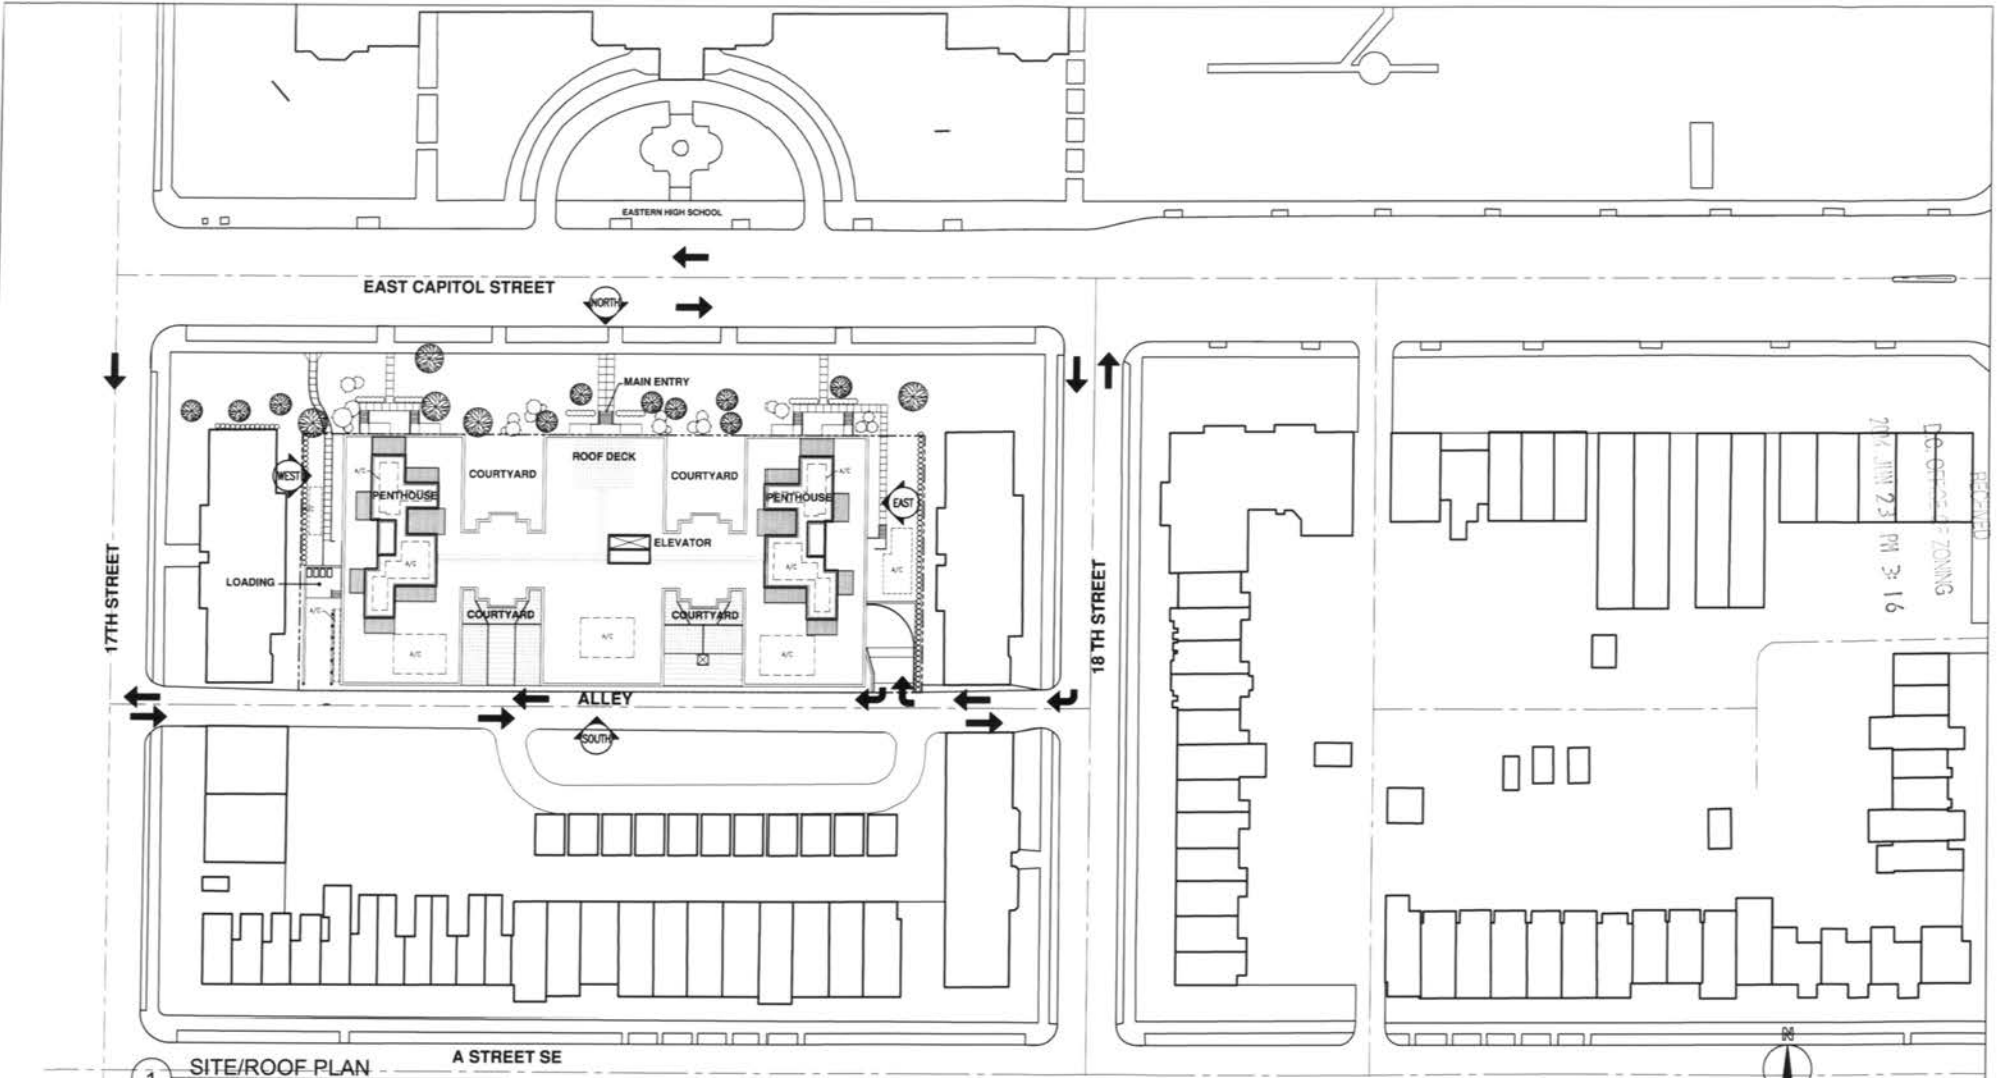 EASTERN HIGH SCHOOL
EAST CAPITOL STREET
NORTH
MAIN ENTRY
ROOF DECK
COURTYARD
COURTYARD
WEST
A/C
A/C
PENTHOUSE
PENTHOUSE
EAST
ELEVATOR
A/C
A/C
A/C
LOADING
A/C
COURTYARD
COURTYARD
A/C
A/C
A/C
17TH STREET
18 TH STREET
ALLEY
SOUTH
RECEIVED
D.C. OFFICE OF ZONING
2006 JUN 23 PM 3:16
A STREET SE
N
1
SITE/ROOF PLAN